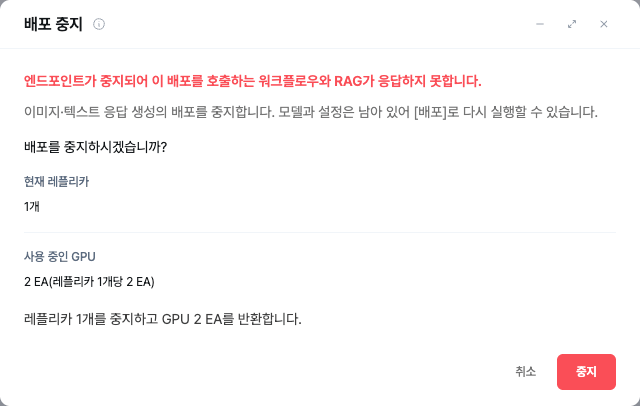 배포 중지
엔드포인트가 중지되어 이 배포를 호출하는 워크플로우와 RAG가 응답하지 못합니다.
이미지·텍스트 응답 생성의 배포를 중지합니다. 모델과 설정은 남아 있어 [배포]로 다시 실행할 수 있습니다.
배포를 중지하시겠습니까?
현재 레플리카
1개
사용 중인 GPU
2 EA(레플리카 1개당 2 EA)
레플리카 1개를 중지하고 GPU 2 EA를 반환합니다.
취소
중지